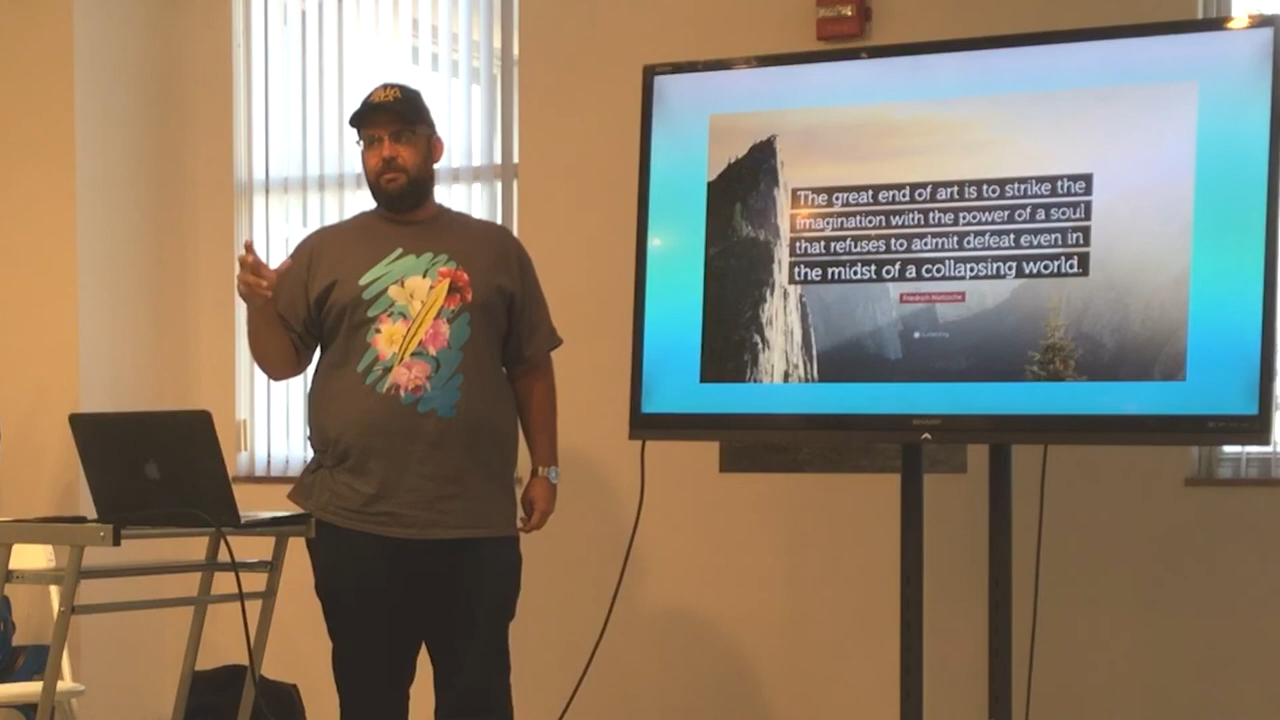 The great end of art is to strike the
imagination with the power of a soul
that refuses to admit defeat even in
the midst of a collapsing world.
Friedrich Nietzsche
SHARP